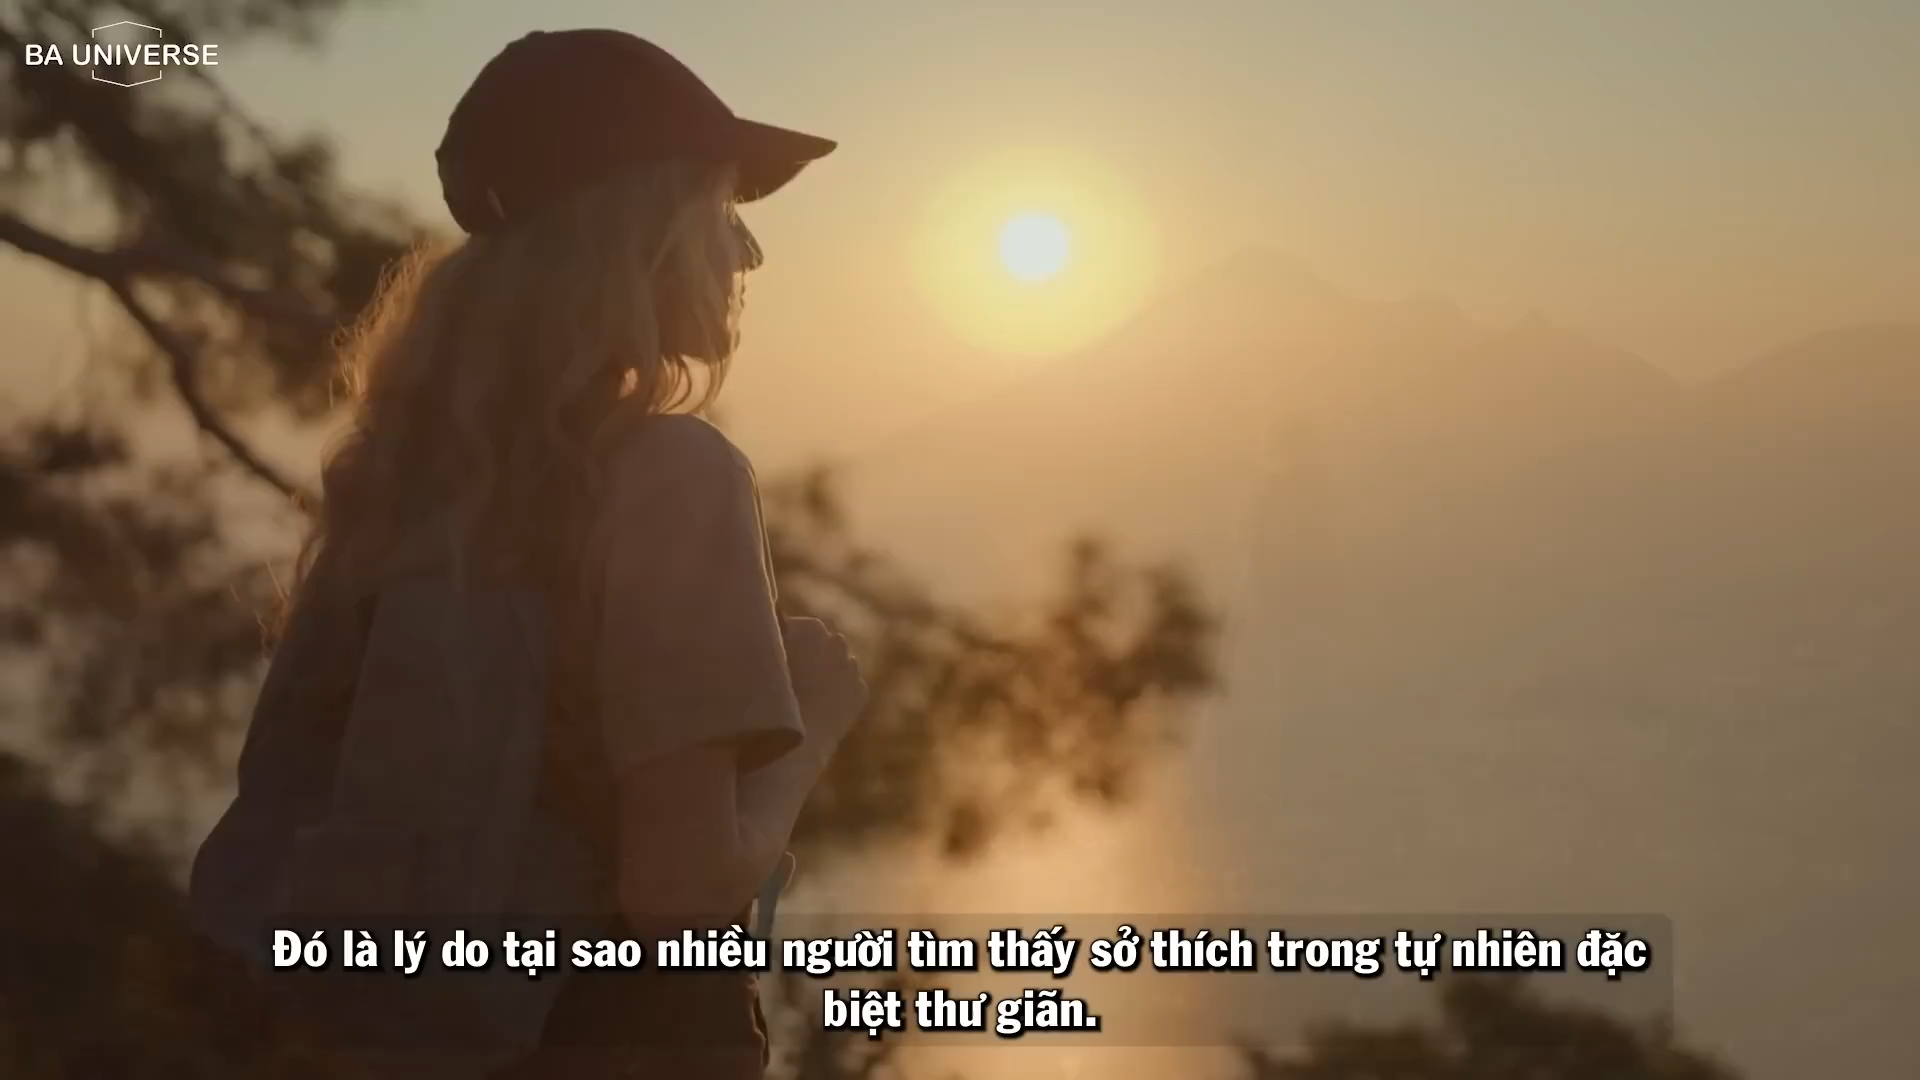 BA UNIVERSE
Đó là lý do tại sao nhiều người tìm thấy sở thích trong tự nhiên đặc
biệt thư giãn.